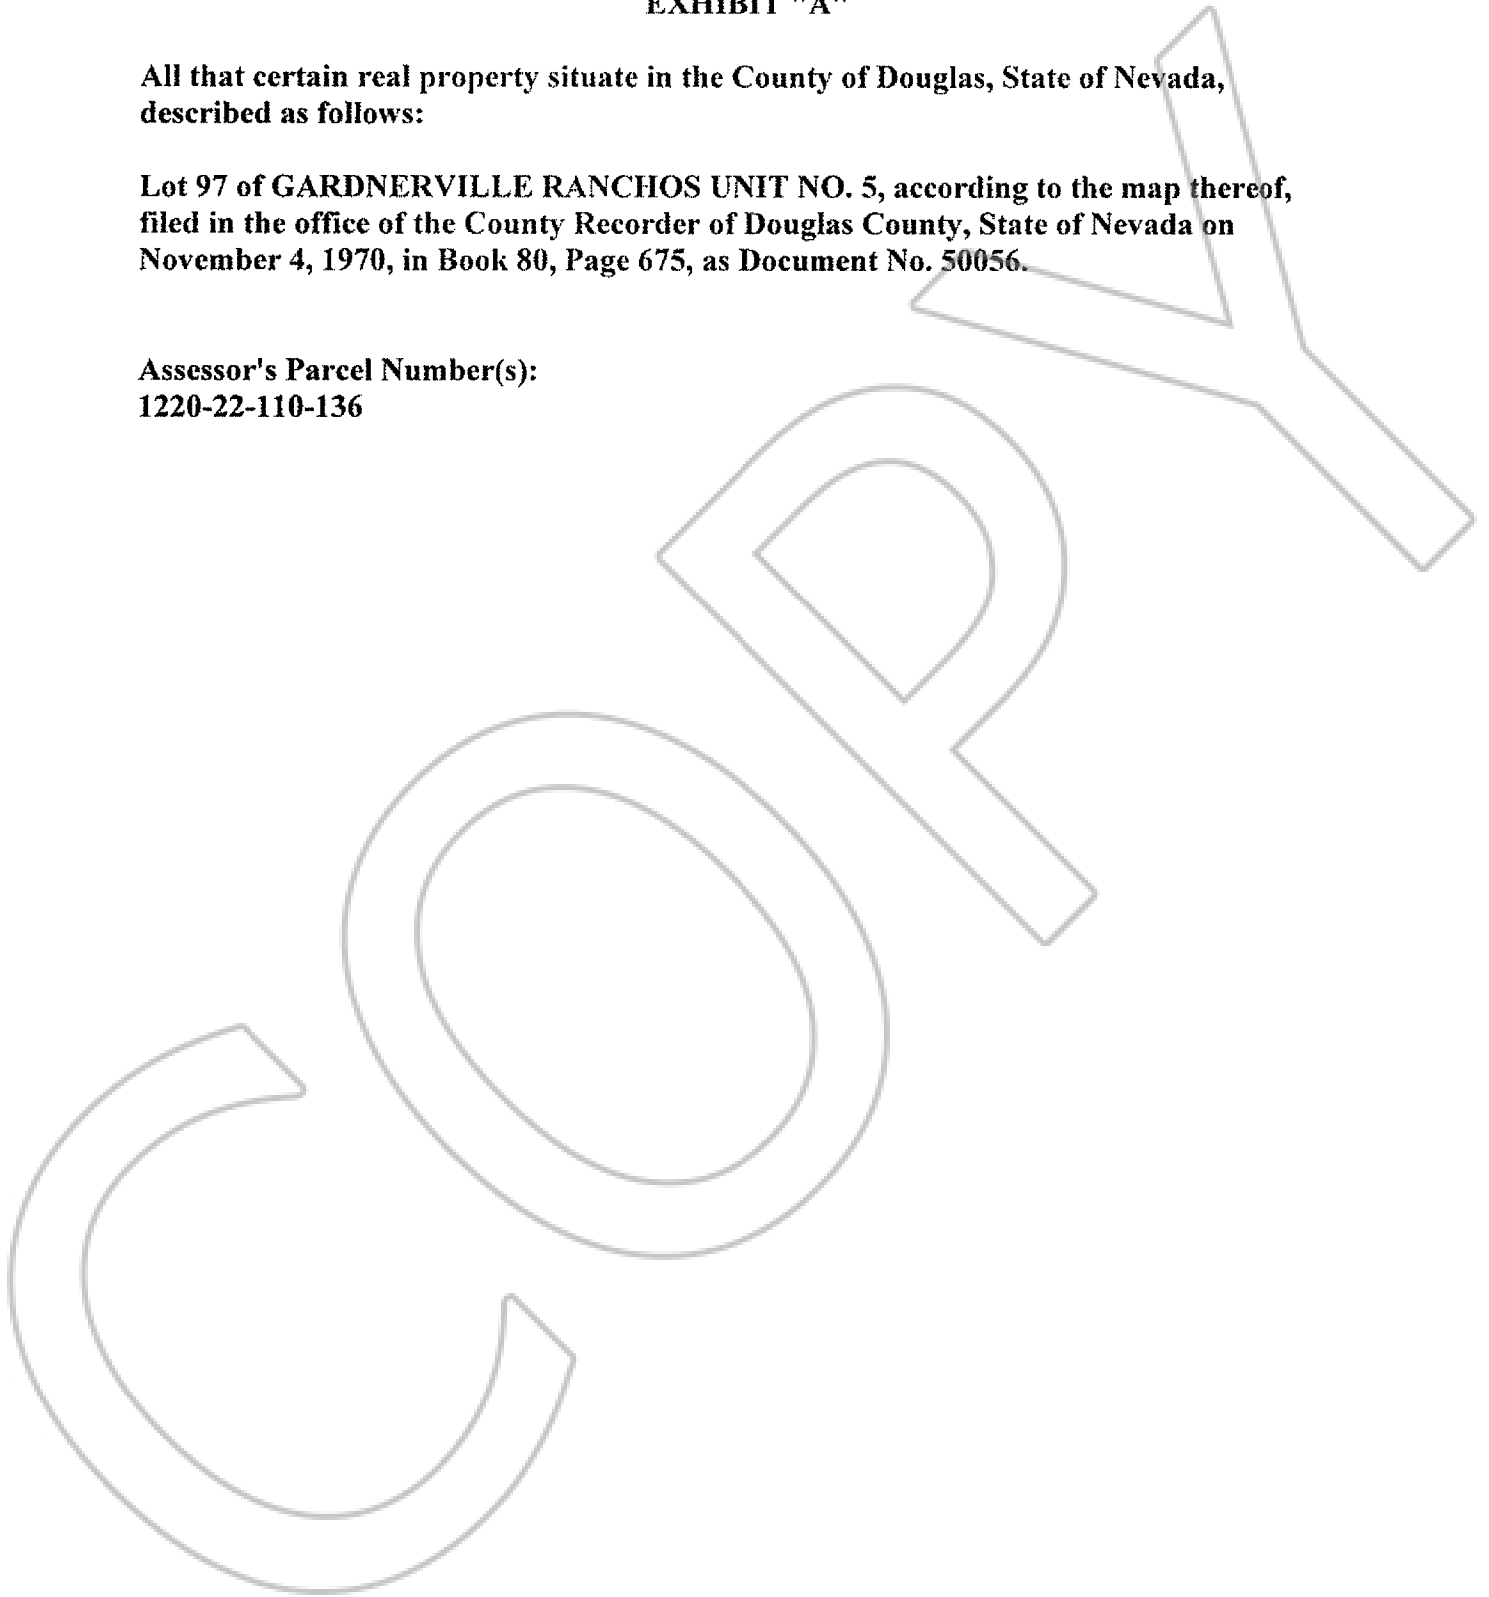 EXHIBIT "A"
All that certain real property situate in the County of Douglas, State of Nevada,
described as follows:
Lot 97 of GARDNERVILLE RANCHOS UNIT NO. 5, according to the map thereof,
filed in the office of the County Recorder of Douglas County, State of Nevada on
November 4, 1970, in Book 80, Page 675, as Document No. 50056.
Assessor's Parcel Number(s):
1220-22-110-136
COPY